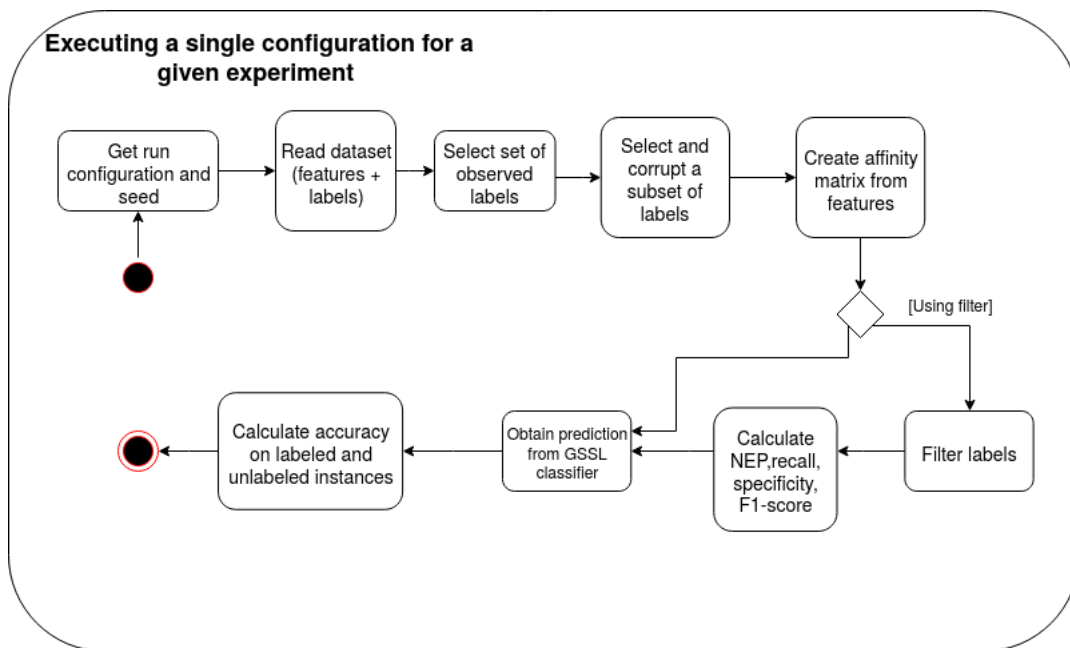 Executing a single configuration for a
given experiment
Get run
configuration and
seed
Read dataset
(features +
labels)
Select set of
observed
labels
Select and
corrupt a
subset of
labels
Create affinity
matrix from
features
[Using filter]
Filter labels
Calculate
NEP,recall,
specificity,
F1-score
Obtain prediction
from GSSL
classifier
Calculate accuracy
on labeled and
unlabeled instances